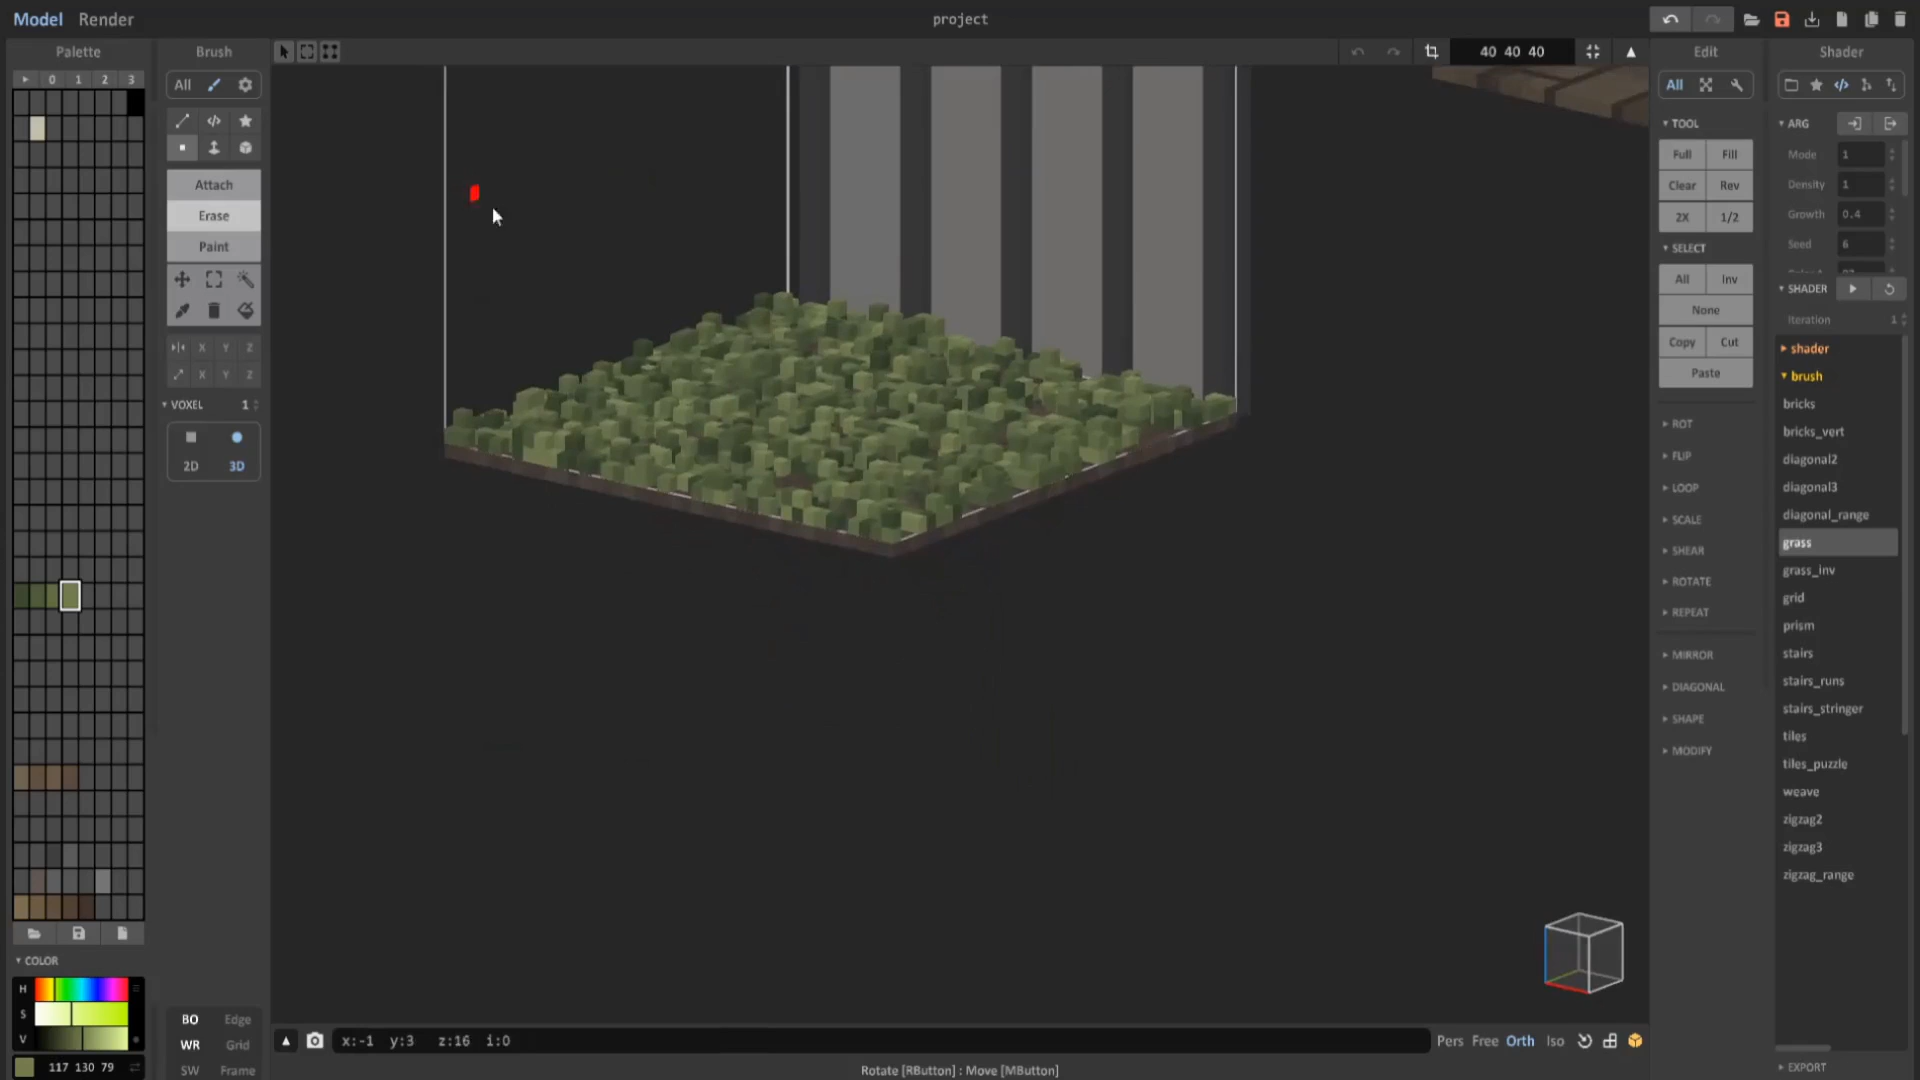 Model Render
project
Palette
Brush
40 40 40
Edit
Shader
0 1 2 3
All
All
TOOL
ARG
Attach
Erase
Paint
Full Fill
Clear Rev
2X 1/2
Mode 1
Density 1
Growth 0.4
Seed 6
SELECT
All Inv
None
Copy Cut
Paste
SHADER
Iteration 1
X Y Z
X Y Z
VOXEL 1
2D 3D
ROT
FLIP
LOOP
SCALE
SHEAR
ROTATE
REPEAT
MIRROR
DIAGONAL
SHAPE
MODIFY
shader
brush
bricks
bricks_vert
diagonal2
diagonal3
diagonal_range
grass
grass_inv
grid
prism
stairs
stairs_runs
stairs_stringer
tiles
tiles_puzzle
weave
zigzag2
zigzag3
zigzag_range
COLOR
H
S
V
117 130 79
BO Edge
WR Grid
SW Frame
x:-1 y:3 z:16 i:0
Pers Free Orth Iso
Rotate [RButton] : Move [MButton]
EXPORT